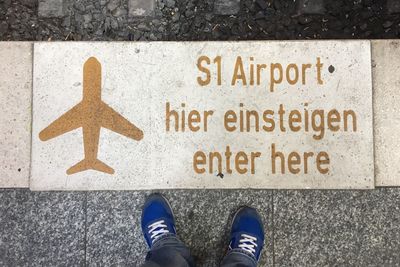 S1 Airport
hier einsteigen
enter here